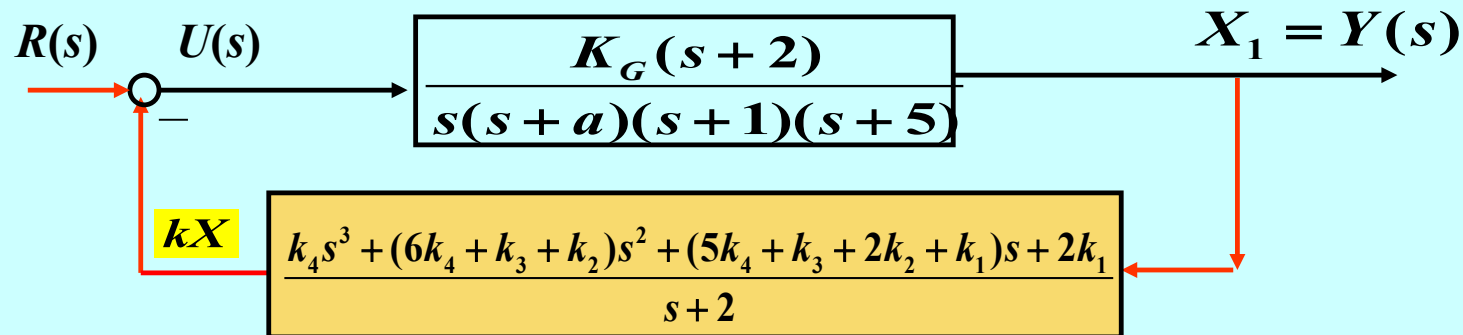 R(s) U(s) K_G(s+2) X_1 = Y(s)
s(s+a)(s+1)(s+5)
−
kX
k_4s^3+(6k_4+k_3+k_2)s^2+(5k_4+k_3+2k_2+k_1)s+2k_1
s+2